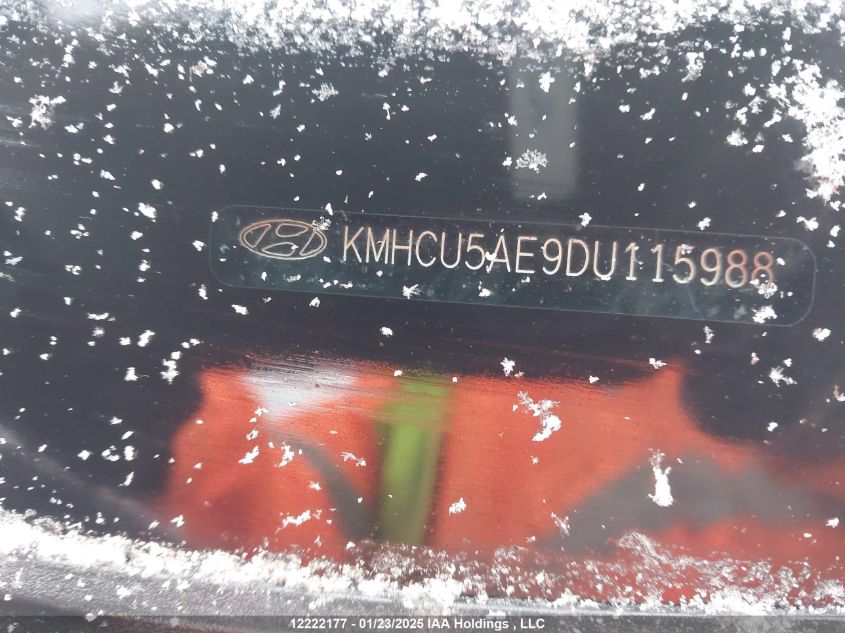 KMHCU5AE9DU115988
12222177 - 01/23/2025 IAA Holdings , LLC